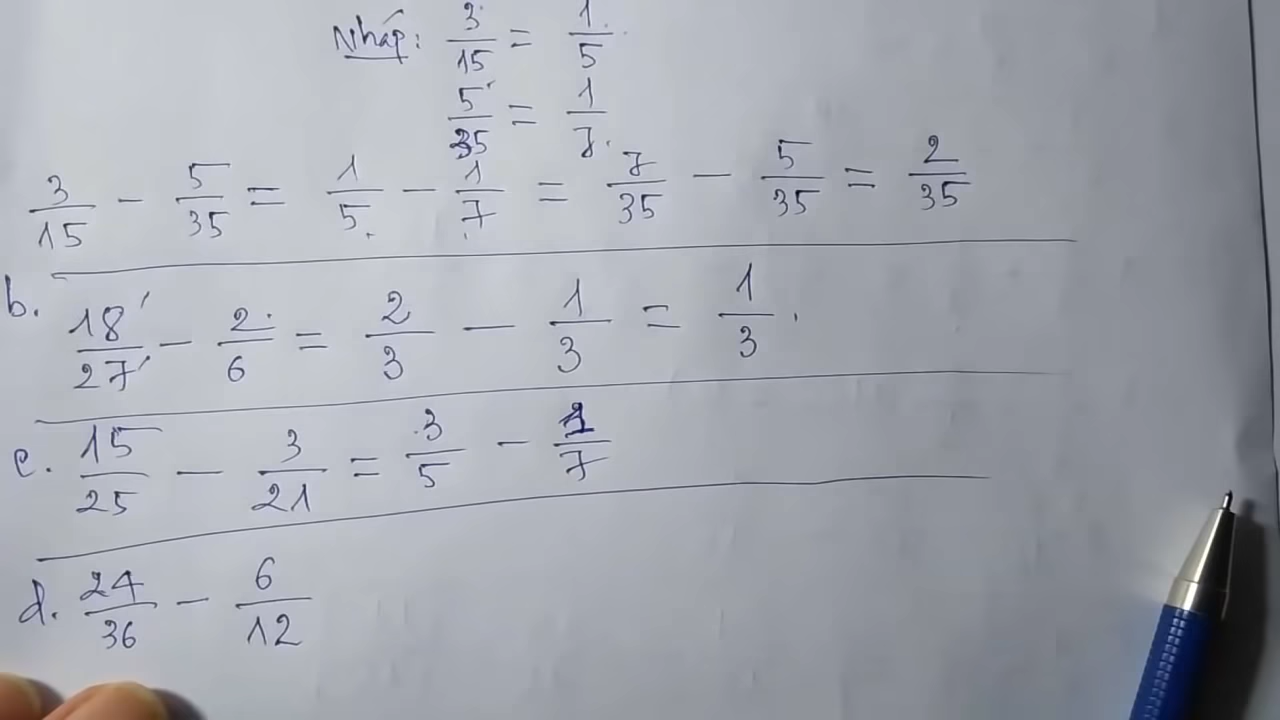 Nháp: 3/15 = 1/5
5/35 = 1/7
3/15 - 5/35 = 1/5 - 1/7 = 7/35 - 5/35 = 2/35
b. 18/27 - 2/6 = 2/3 - 1/3 = 1/3.
c. 15/25 - 3/21 = 3/5 - 1/7
d. 24/36 - 6/12